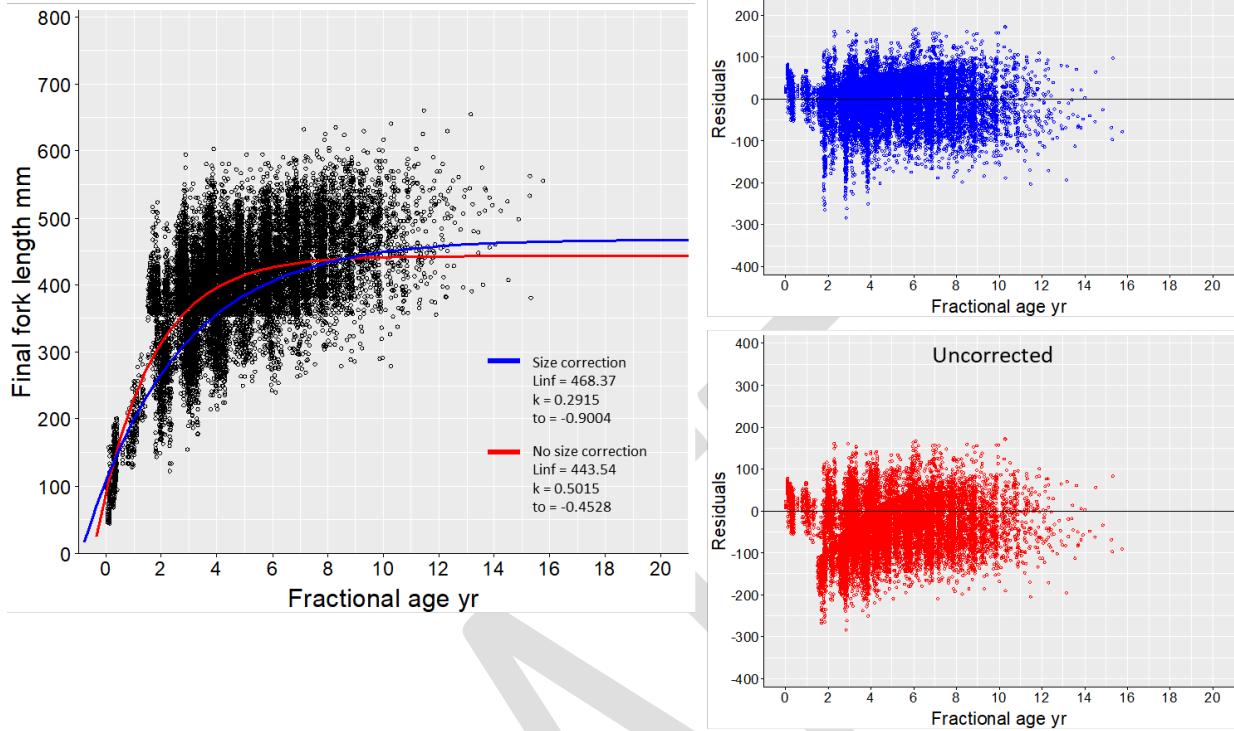 800
700
600
500
400
300
200
100
0
Final fork length mm
0 2 4 6 8 10 12 14 16 18 20
Fractional age yr
Size correction
Linf = 468.37
k = 0.2915
to = -0.9004
No size correction
Linf = 443.54
k = 0.5015
to = -0.4528
200
100
0
-100
-200
-300
-400
Residuals
0 2 4 6 8 10 12 14 16 18 20
Fractional age yr
Uncorrected
400
300
200
100
0
-100
-200
-300
-400
Residuals
0 2 4 6 8 10 12 14 16 18 20
Fractional age yr